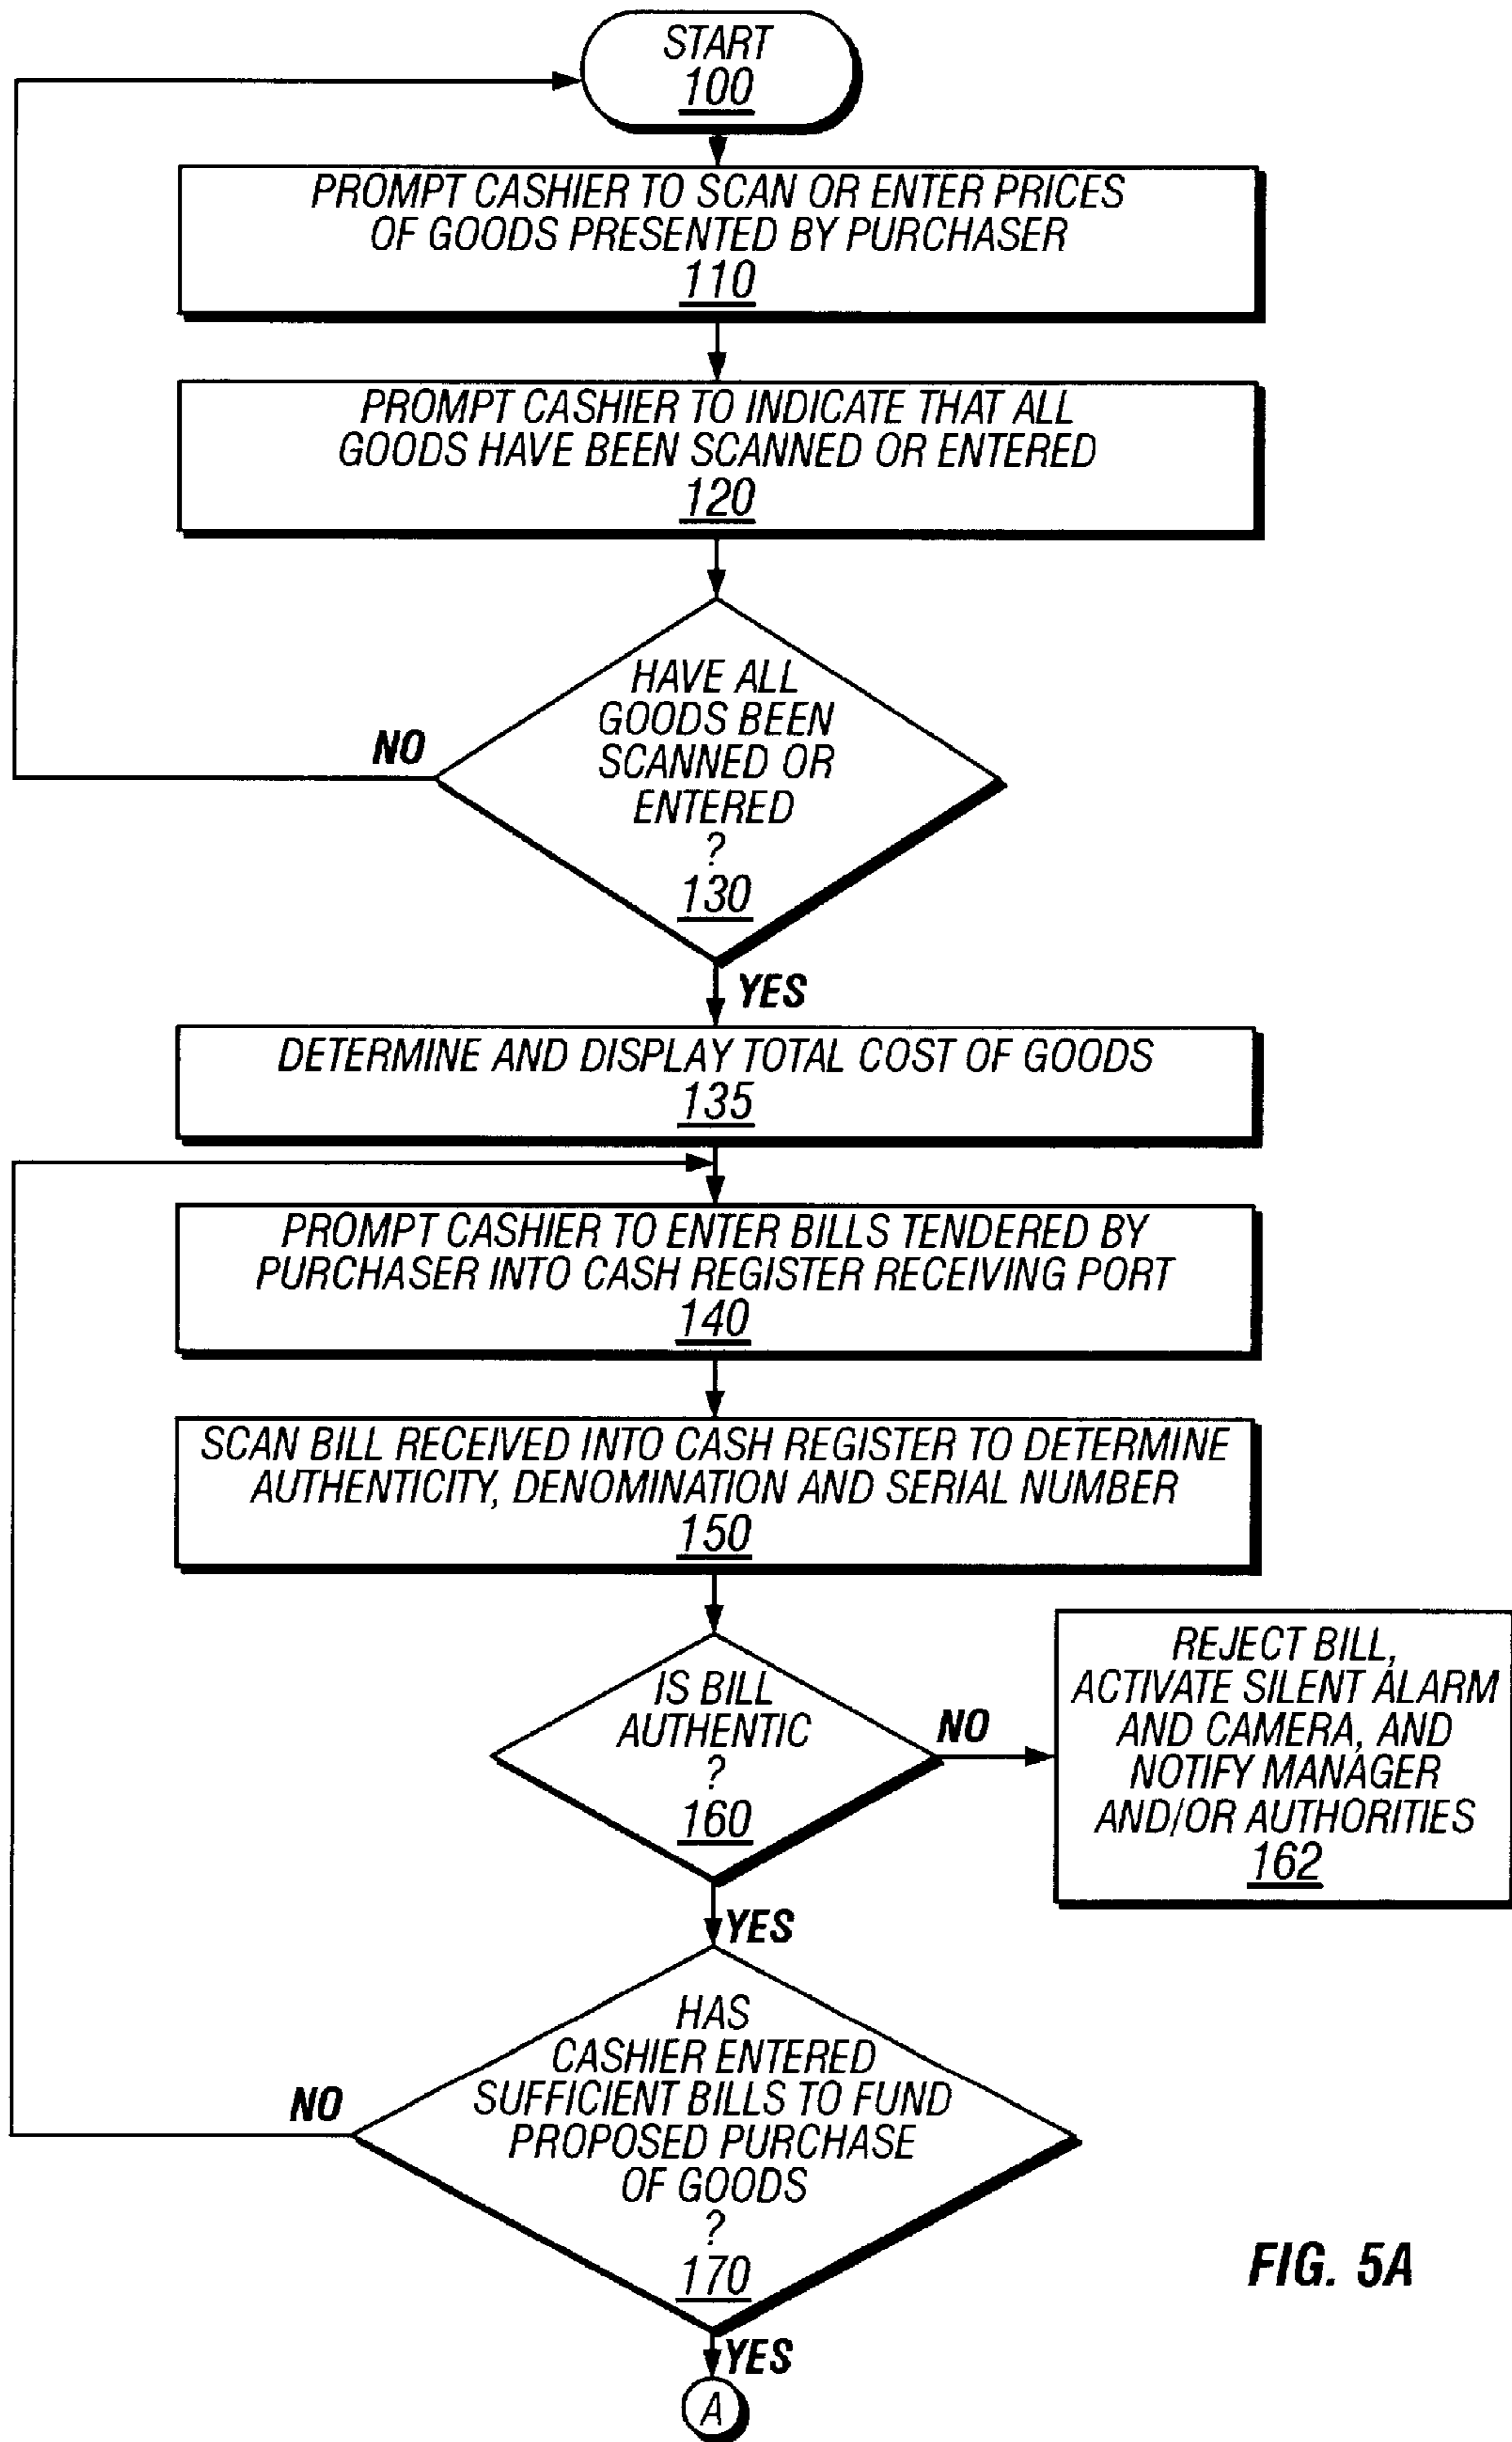 START
100
PROMPT CASHIER TO SCAN OR ENTER PRICES
OF GOODS PRESENTED BY PURCHASER
110
PROMPT CASHIER TO INDICATE THAT ALL
GOODS HAVE BEEN SCANNED OR ENTERED
120
HAVE ALL
GOODS BEEN
SCANNED OR
ENTERED
?
130
NO
YES
DETERMINE AND DISPLAY TOTAL COST OF GOODS
135
PROMPT CASHIER TO ENTER BILLS TENDERED BY
PURCHASER INTO CASH REGISTER RECEIVING PORT
140
SCAN BILL RECEIVED INTO CASH REGISTER TO DETERMINE
AUTHENTICITY, DENOMINATION AND SERIAL NUMBER
150
IS BILL
AUTHENTIC
?
160
NO
REJECT BILL,
ACTIVATE SILENT ALARM
AND CAMERA, AND
NOTIFY MANAGER
AND/OR AUTHORITIES
162
YES
HAS
CASHIER ENTERED
SUFFICIENT BILLS TO FUND
PROPOSED PURCHASE
OF GOODS
?
170
NO
YES
A
FIG. 5A